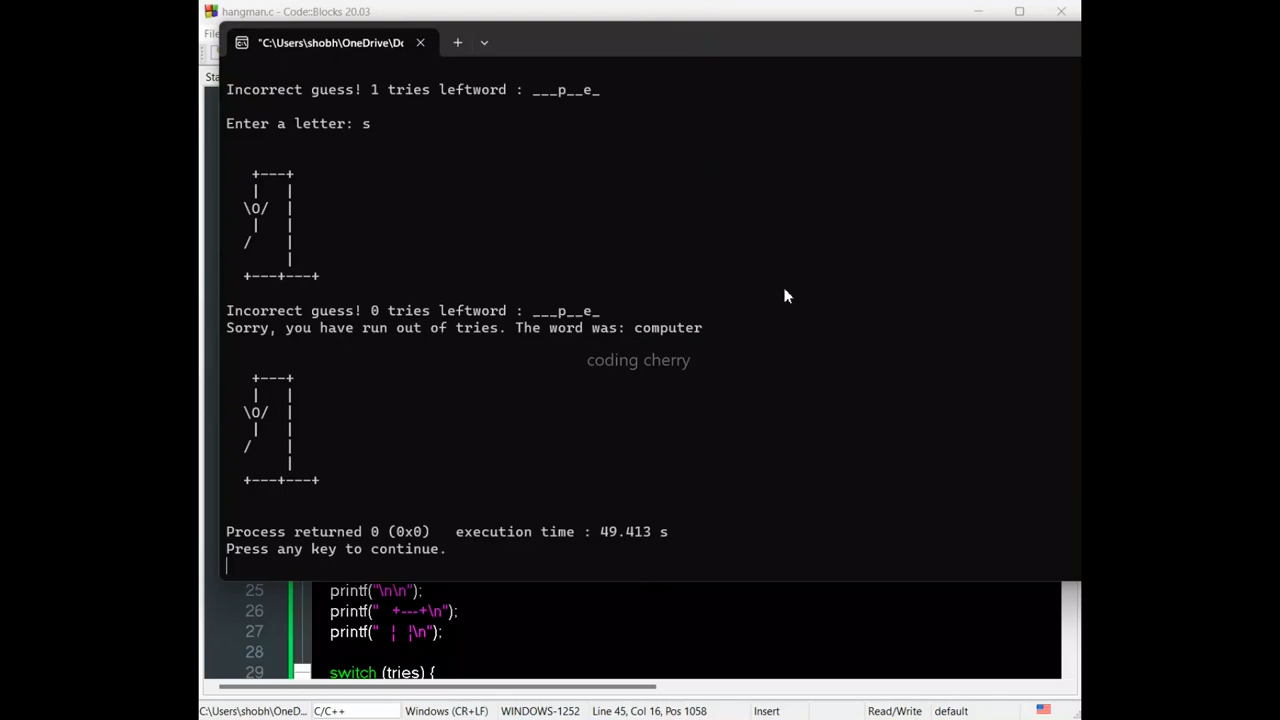 hangman.c - Code::Blocks 20.03
"C:\Users\shobh\OneDrive\Do
Incorrect guess! 1 tries leftword : ___p__e_
Enter a letter: s
   +---+
   |   |
  \O/  |
   |   |
  /    |
       |
  +---+---+
Incorrect guess! 0 tries leftword : ___p__e_
Sorry, you have run out of tries. The word was: computer
coding cherry
   +---+
   |   |
  \O/  |
   |   |
  /    |
       |
  +---+---+
Process returned 0 (0x0)   execution time : 49.413 s
Press any key to continue.
25 printf("\n\n");
26 printf("  +---+\n");
27 printf("  ¦  ¦\n");
28
29 switch (tries) {
C:\Users\shobh\OneD... C/C++ Windows (CR+LF) WINDOWS-1252 Line 45, Col 16, Pos 1058 Insert Read/Write default